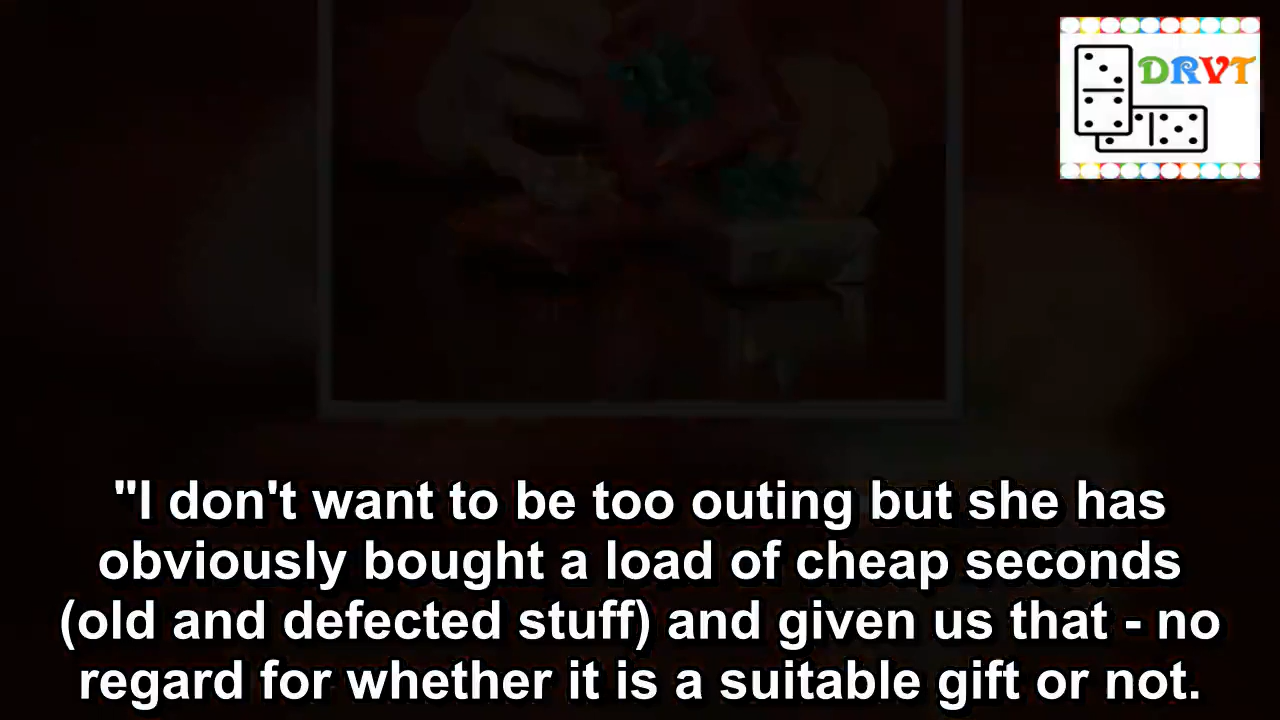 DRVT
"I don't want to be too outing but she has
obviously bought a load of cheap seconds
(old and defected stuff) and given us that - no
regard for whether it is a suitable gift or not.